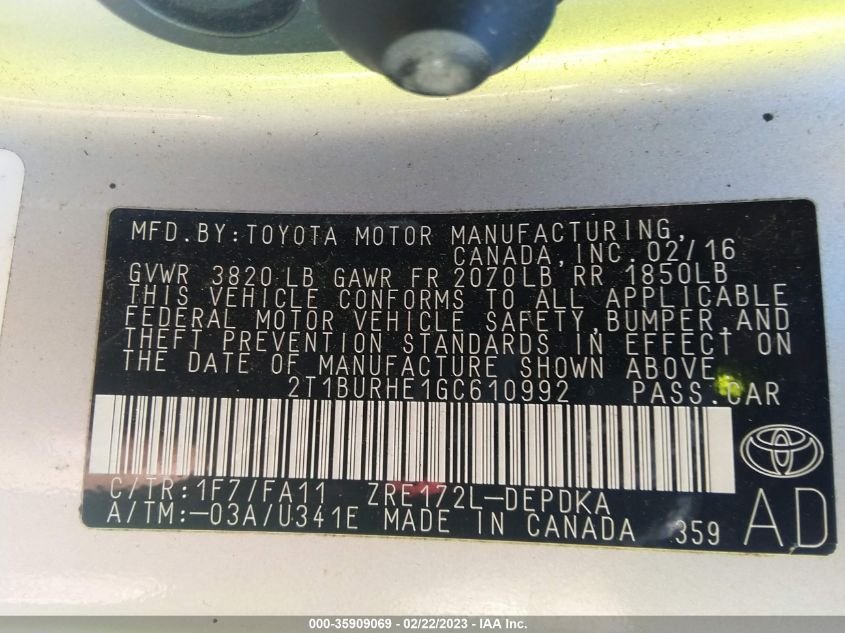 MFD.BY:TOYOTA MOTOR MANUFACTURING,
CANADA,INC.02/16
GVWR 3820LB GAWR FR 2070LB RR 1850LB
THIS VEHICLE CONFORMS TO ALL APPLICABLE
FEDERAL MOTOR VEHICLE SAFETY,BUMPER,AND
THEFT PREVENTION STANDARDS IN EFFECT ON
THE DATE OF MANUFACTURE SHOWN ABOVE.
2T1BURHE1GC610992 PASS.CAR
C/TR:1F7/FA11 ZRE172L-DEPDKA
A/TM:-03A/U341E MADE IN CANADA 359 AD
000-35909069 - 02/22/2023 - IAA Inc.